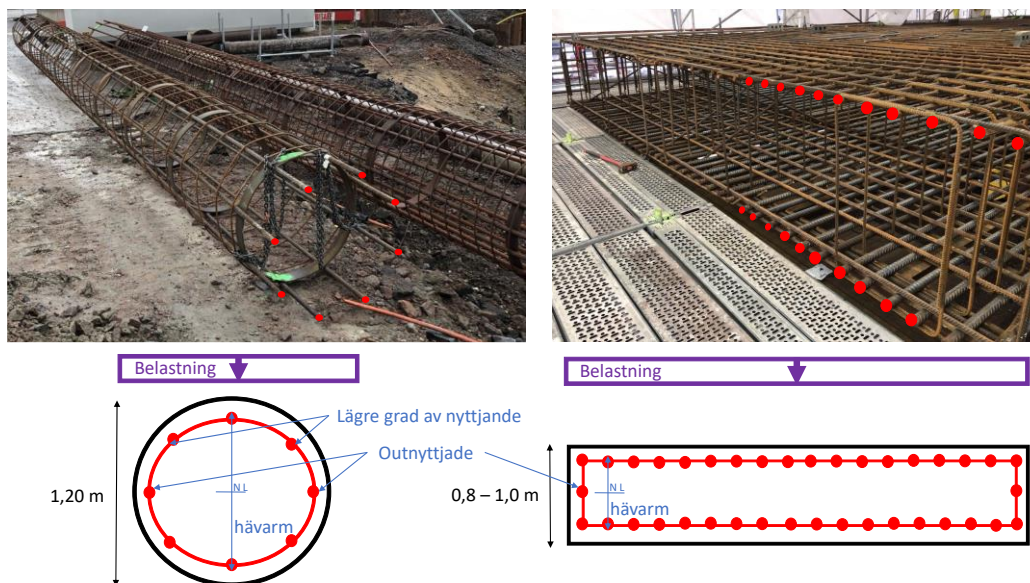 Belastning
Belastning
Lägre grad av nyttjande
Outnyttjade
1,20 m
N L
hävarm
0,8 – 1,0 m
N L
hävarm